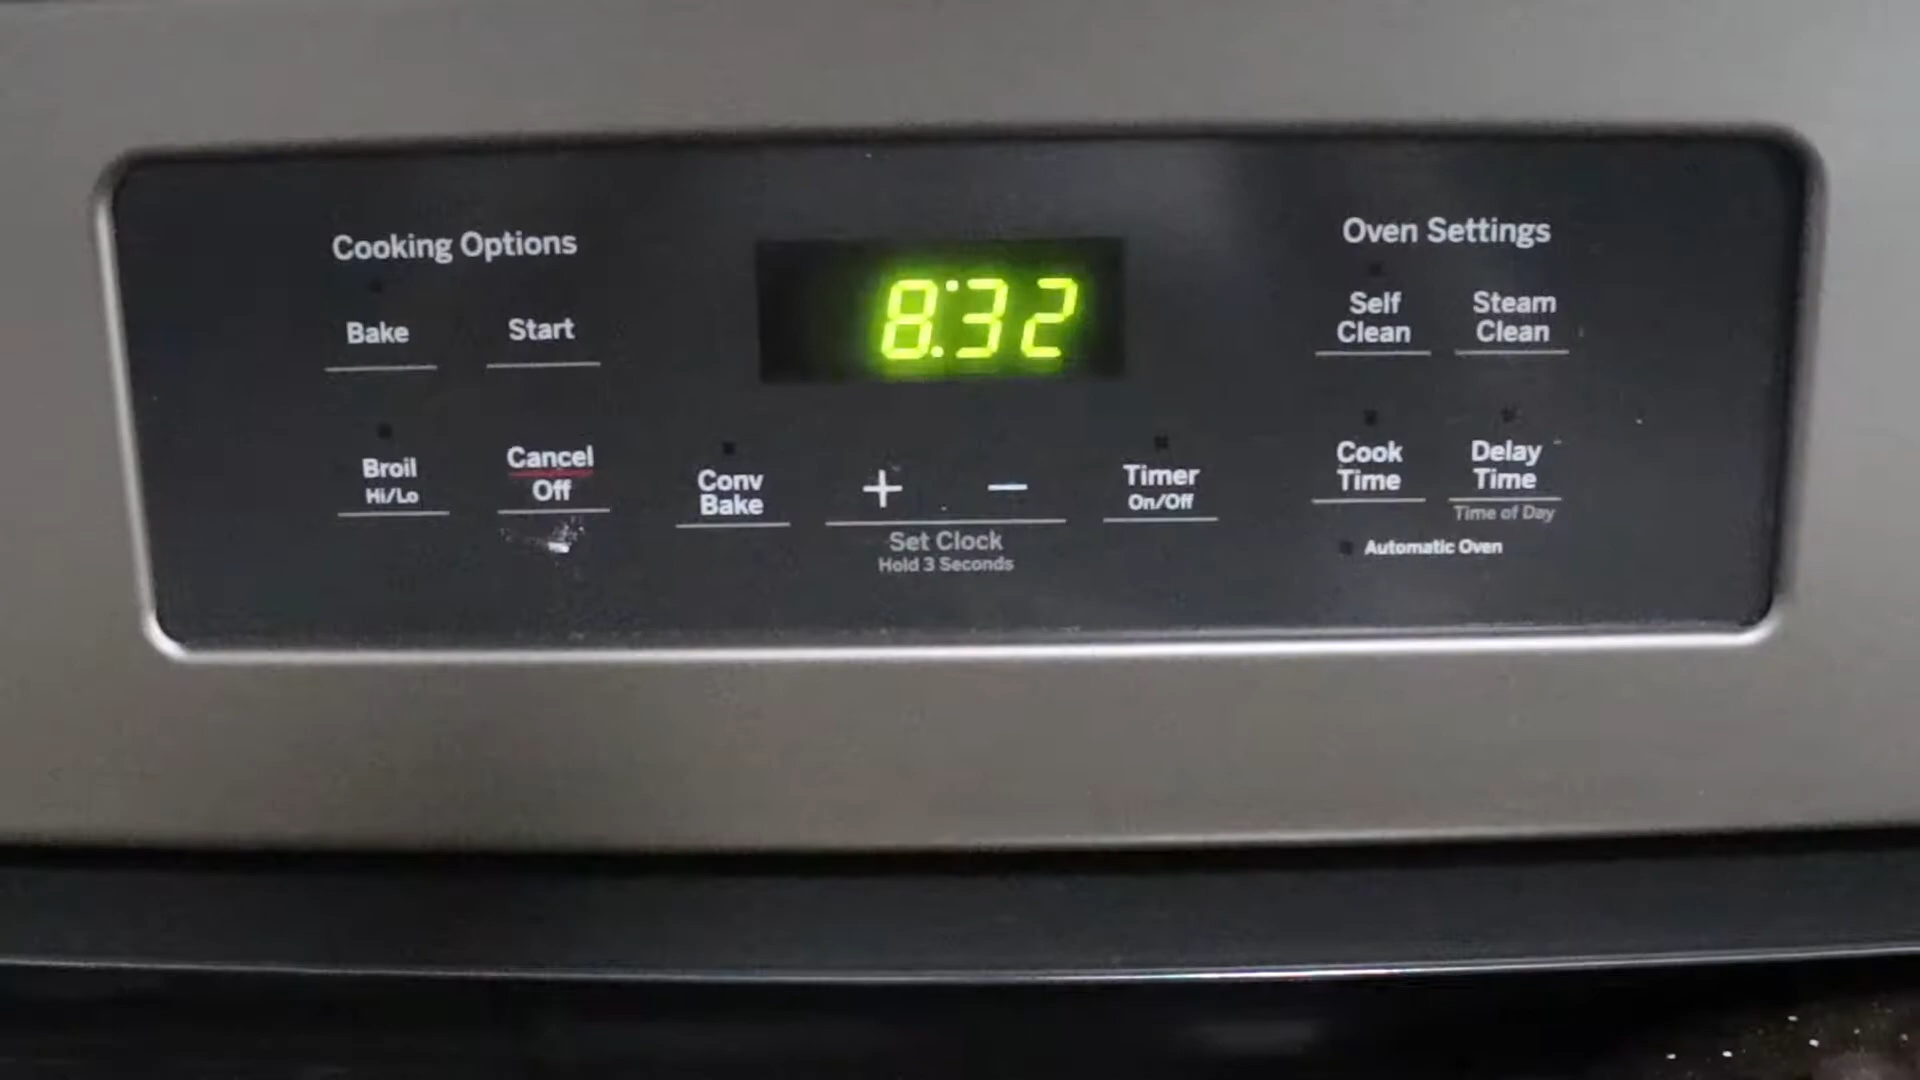 Cooking Options
Bake
Start
Broil
Hi/Lo
Cancel
Off
8:32
Conv
Bake
+
−
Set Clock
Hold 3 Seconds
Timer
On/Off
Oven Settings
Self
Clean
Steam
Clean
Cook
Time
Delay
Time
Time of Day
Automatic Oven